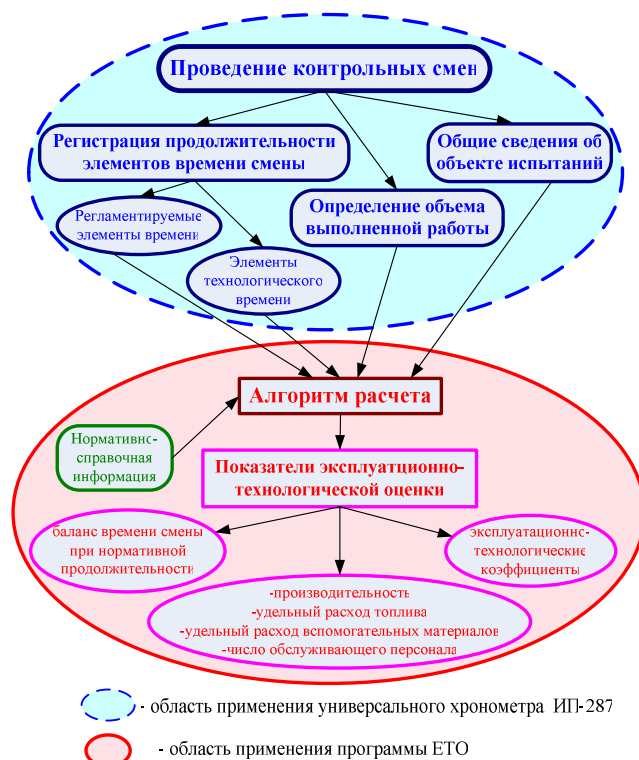 Проведение контрольных смен
Регистрация продолжительности
элементов времени смены
Общие сведения об
объекте испытаний
Регламентируемые
элементы времени
Определение объема
выполненной работы
Элементы
технологического
времени
Алгоритм расчета
Нормативно-
справочная
информация
Показатели эксплуатционно-
технологической оценки
баланс времени смены
при нормативной
продолжительности
эксплуатационно-
технологические
коэффициенты
-производительность
-удельный расход топлива
-удельный расход вспомогательных материалов
-число обслуживающего персонала
- область применения универсального хронометра ИП-287
- область применения программы ЕТО